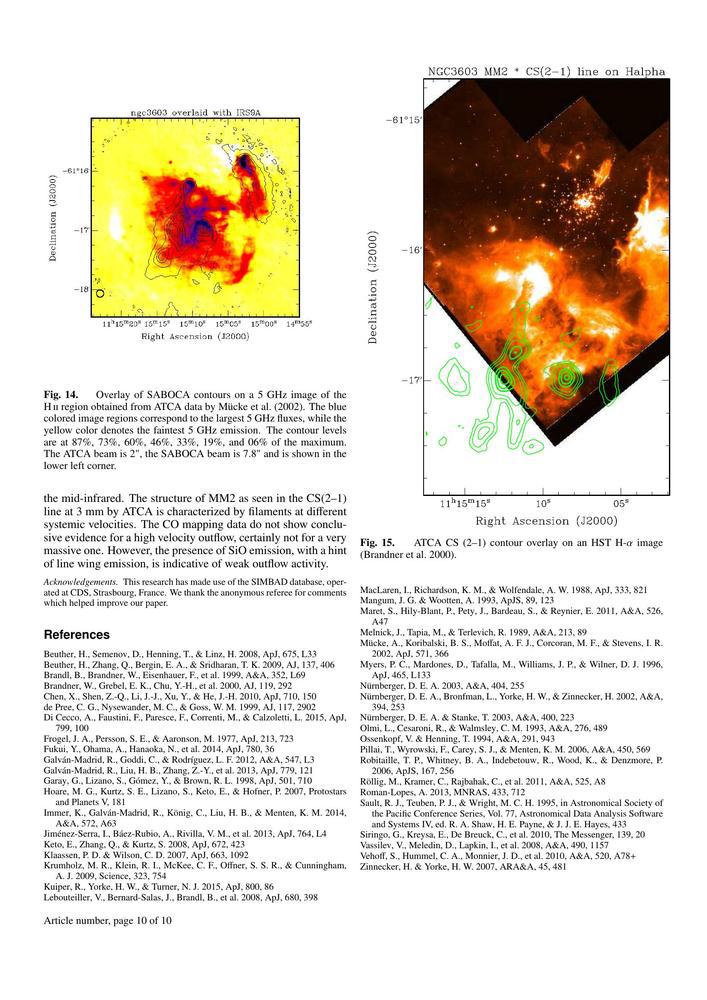 ngc3603 overlaid with IRS9A
−61°16'
−17
−18
Declination (J2000)
11ʰ15ᵐ20ˢ 15ᵐ15ˢ 15ᵐ10ˢ 15ᵐ05ˢ 15ᵐ00ˢ 14ᵐ55ˢ
Right Ascension (J2000)
Fig. 14. Overlay of SABOCA contours on a 5 GHz image of the
H II region obtained from ATCA data by Mücke et al. (2002). The blue
colored image regions correspond to the largest 5 GHz fluxes, while the
yellow color denotes the faintest 5 GHz emission. The contour levels
are at 87%, 73%, 60%, 46%, 33%, 19%, and 06% of the maximum.
The ATCA beam is 2", the SABOCA beam is 7.8" and is shown in the
lower left corner.
the mid-infrared. The structure of MM2 as seen in the CS(2–1)
line at 3 mm by ATCA is characterized by filaments at different
systemic velocities. The CO mapping data do not show conclu-
sive evidence for a high velocity outflow, certainly not for a very
massive one. However, the presence of SiO emission, with a hint
of line wing emission, is indicative of weak outflow activity.
Acknowledgements. This research has made use of the SIMBAD database, oper-
ated at CDS, Strasbourg, France. We thank the anonymous referee for comments
which helped improve our paper.
References
Beuther, H., Semenov, D., Henning, T., & Linz, H. 2008, ApJ, 675, L33
Beuther, H., Zhang, Q., Bergin, E. A., & Sridharan, T. K. 2009, AJ, 137, 406
Brandl, B., Brandner, W., Eisenhauer, F., et al. 1999, A&A, 352, L69
Brandner, W., Grebel, E. K., Chu, Y.-H., et al. 2000, AJ, 119, 292
Chen, X., Shen, Z.-Q., Li, J.-J., Xu, Y., & He, J.-H. 2010, ApJ, 710, 150
de Pree, C. G., Nysewander, M. C., & Goss, W. M. 1999, AJ, 117, 2902
Di Cecco, A., Faustini, F., Paresce, F., Correnti, M., & Calzoletti, L. 2015, ApJ,
799, 100
Frogel, J. A., Persson, S. E., & Aaronson, M. 1977, ApJ, 213, 723
Fukui, Y., Ohama, A., Hanaoka, N., et al. 2014, ApJ, 780, 36
Galván-Madrid, R., Goddi, C., & Rodríguez, L. F. 2012, A&A, 547, L3
Galván-Madrid, R., Liu, H. B., Zhang, Z.-Y., et al. 2013, ApJ, 779, 121
Garay, G., Lizano, S., Gómez, Y., & Brown, R. L. 1998, ApJ, 501, 710
Hoare, M. G., Kurtz, S. E., Lizano, S., Keto, E., & Hofner, P. 2007, Protostars
and Planets V, 181
Immer, K., Galván-Madrid, R., König, C., Liu, H. B., & Menten, K. M. 2014,
A&A, 572, A63
Jiménez-Serra, I., Báez-Rubio, A., Rivilla, V. M., et al. 2013, ApJ, 764, L4
Keto, E., Zhang, Q., & Kurtz, S. 2008, ApJ, 672, 423
Klaassen, P. D. & Wilson, C. D. 2007, ApJ, 663, 1092
Krumholz, M. R., Klein, R. I., McKee, C. F., Offner, S. S. R., & Cunningham,
A. J. 2009, Science, 323, 754
Kuiper, R., Yorke, H. W., & Turner, N. J. 2015, ApJ, 800, 86
Lebouteiller, V., Bernard-Salas, J., Brandl, B., et al. 2008, ApJ, 680, 398
NGC3603 MM2 * CS(2−1) line on Halpha
−61°15'
−16'
−17'
Declination (J2000)
11ʰ15ᵐ15ˢ 10ˢ 05ˢ
Right Ascension (J2000)
Fig. 15. ATCA CS (2–1) contour overlay on an HST H-α image
(Brandner et al. 2000).
MacLaren, I., Richardson, K. M., & Wolfendale, A. W. 1988, ApJ, 333, 821
Mangum, J. G. & Wootten, A. 1993, ApJS, 89, 123
Maret, S., Hily-Blant, P., Pety, J., Bardeau, S., & Reynier, E. 2011, A&A, 526,
A47
Melnick, J., Tapia, M., & Terlevich, R. 1989, A&A, 213, 89
Mücke, A., Koribalski, B. S., Moffat, A. F. J., Corcoran, M. F., & Stevens, I. R.
2002, ApJ, 571, 366
Myers, P. C., Mardones, D., Tafalla, M., Williams, J. P., & Wilner, D. J. 1996,
ApJ, 465, L133
Nürnberger, D. E. A. 2003, A&A, 404, 255
Nürnberger, D. E. A., Bronfman, L., Yorke, H. W., & Zinnecker, H. 2002, A&A,
394, 253
Nürnberger, D. E. A. & Stanke, T. 2003, A&A, 400, 223
Olmi, L., Cesaroni, R., & Walmsley, C. M. 1993, A&A, 276, 489
Ossenkopf, V. & Henning, T. 1994, A&A, 291, 943
Pillai, T., Wyrowski, F., Carey, S. J., & Menten, K. M. 2006, A&A, 450, 569
Robitaille, T. P., Whitney, B. A., Indebetouw, R., Wood, K., & Denzmore, P.
2006, ApJS, 167, 256
Röllig, M., Kramer, C., Rajbahak, C., et al. 2011, A&A, 525, A8
Roman-Lopes, A. 2013, MNRAS, 433, 712
Sault, R. J., Teuben, P. J., & Wright, M. C. H. 1995, in Astronomical Society of
the Pacific Conference Series, Vol. 77, Astronomical Data Analysis Software
and Systems IV, ed. R. A. Shaw, H. E. Payne, & J. J. E. Hayes, 433
Siringo, G., Kreysa, E., De Breuck, C., et al. 2010, The Messenger, 139, 20
Vassilev, V., Meledin, D., Lapkin, I., et al. 2008, A&A, 490, 1157
Vehoff, S., Hummel, C. A., Monnier, J. D., et al. 2010, A&A, 520, A78+
Zinnecker, H. & Yorke, H. W. 2007, ARA&A, 45, 481
Article number, page 10 of 10